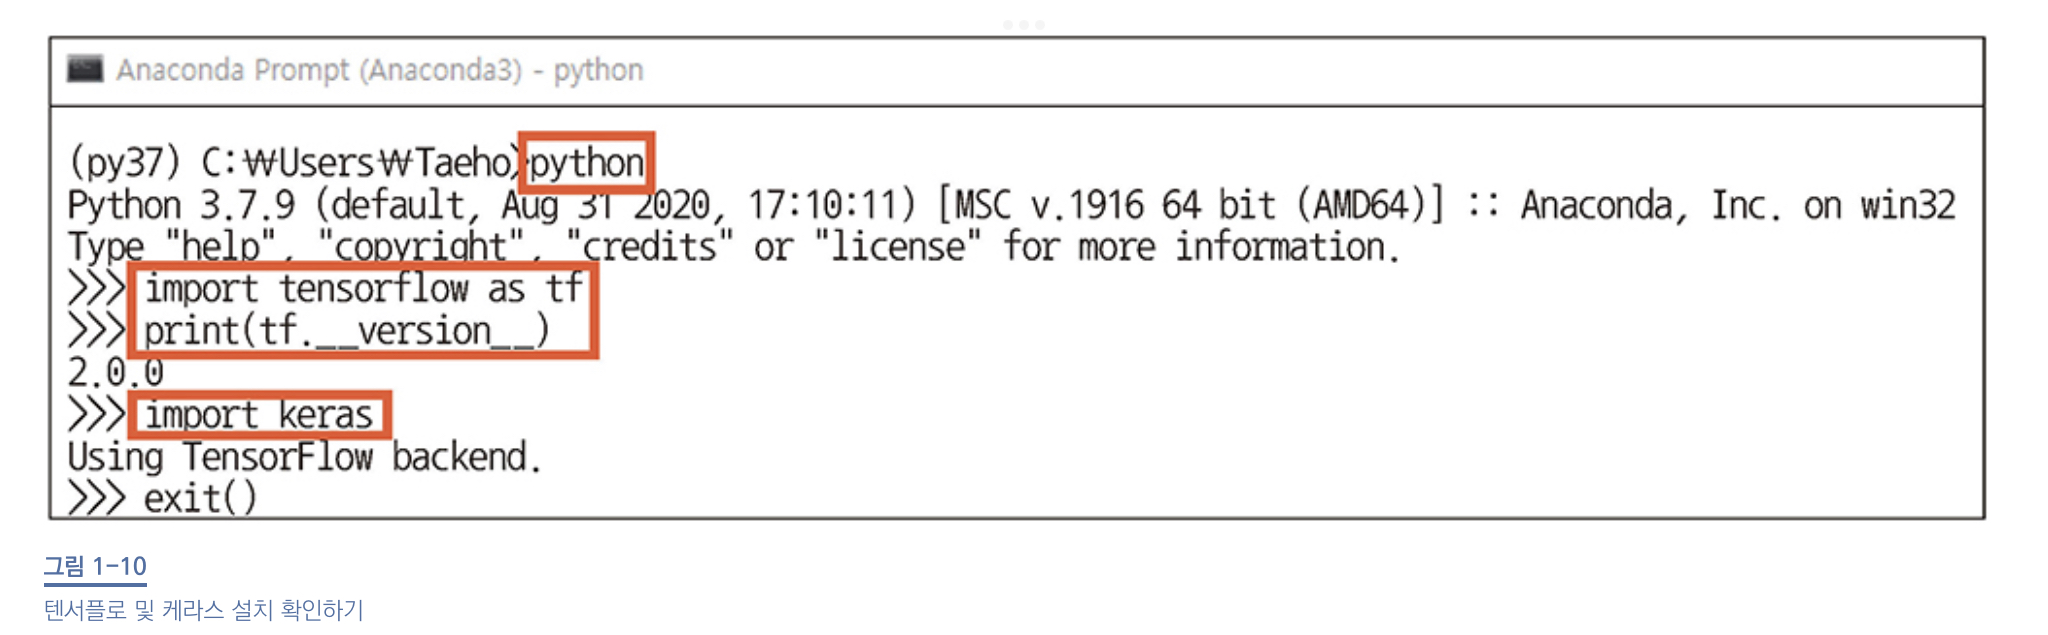 Anaconda Prompt (Anaconda3) - python
(py37) C:₩Users₩Taeho>python
Python 3.7.9 (default, Aug 31 2020, 17:10:11) [MSC v.1916 64 bit (AMD64)] :: Anaconda, Inc. on win32
Type "help", "copyright", "credits" or "license" for more information.
>>> import tensorflow as tf
>>> print(tf.__version__)
2.0.0
>>> import keras
Using TensorFlow backend.
>>> exit()
그림 1-10
텐서플로 및 케라스 설치 확인하기